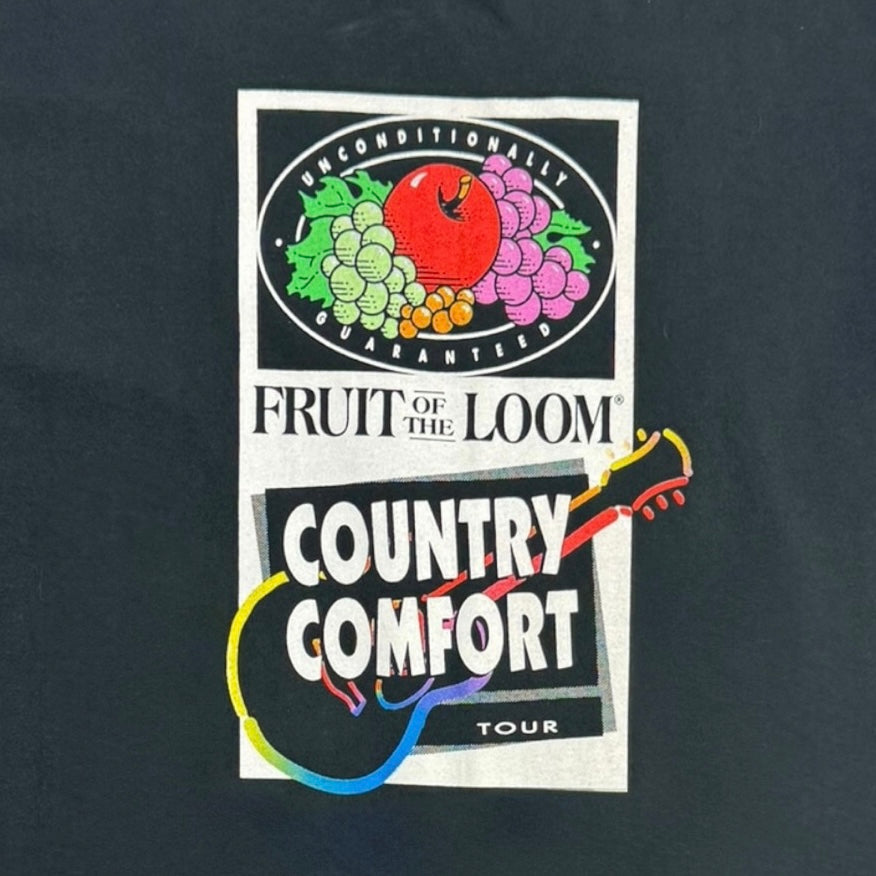 UNCONDITIONALLY
GUARANTEED
FRUIT OF THE LOOM®
COUNTRY
COMFORT
TOUR